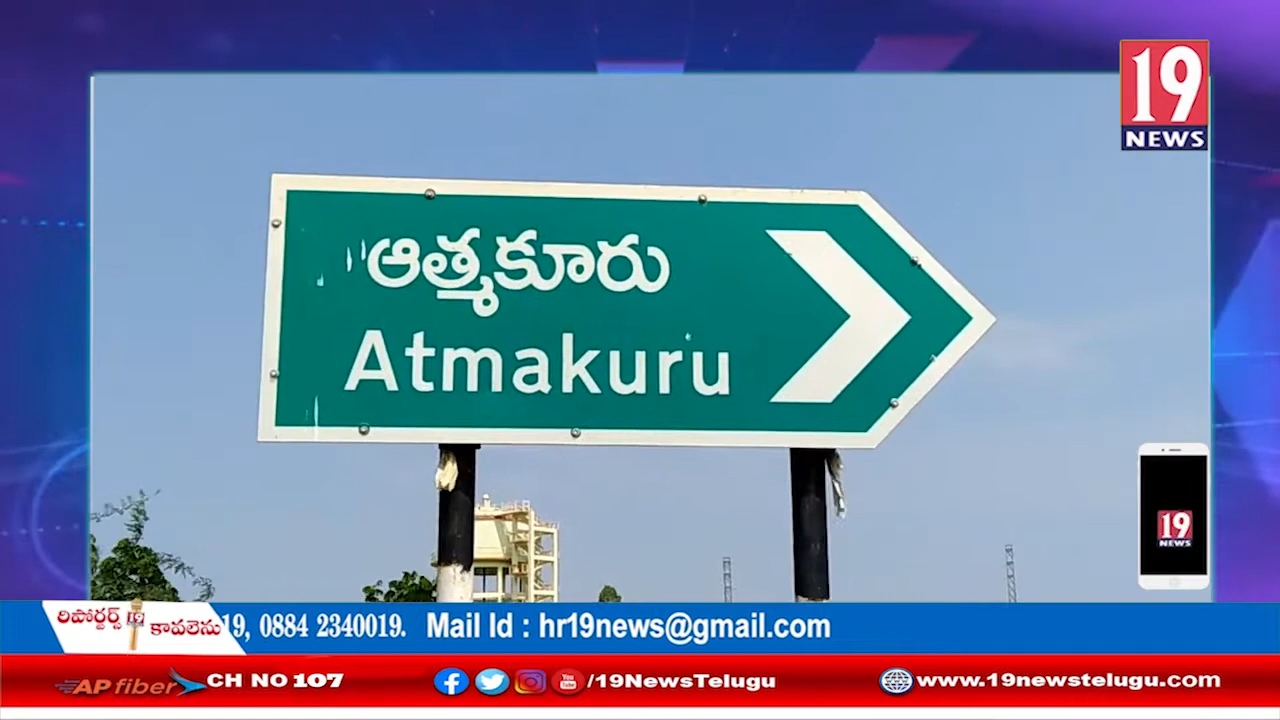 19
NEWS
ఆత్మకూరు
Atmakuru
19
NEWS
రిపోర్టర్స్ 19 కావలెను
19, 0884 2340019. Mail Id : hr19news@gmail.com
AP fiber CH NO 107
/19NewsTelugu
www.19newstelugu.com